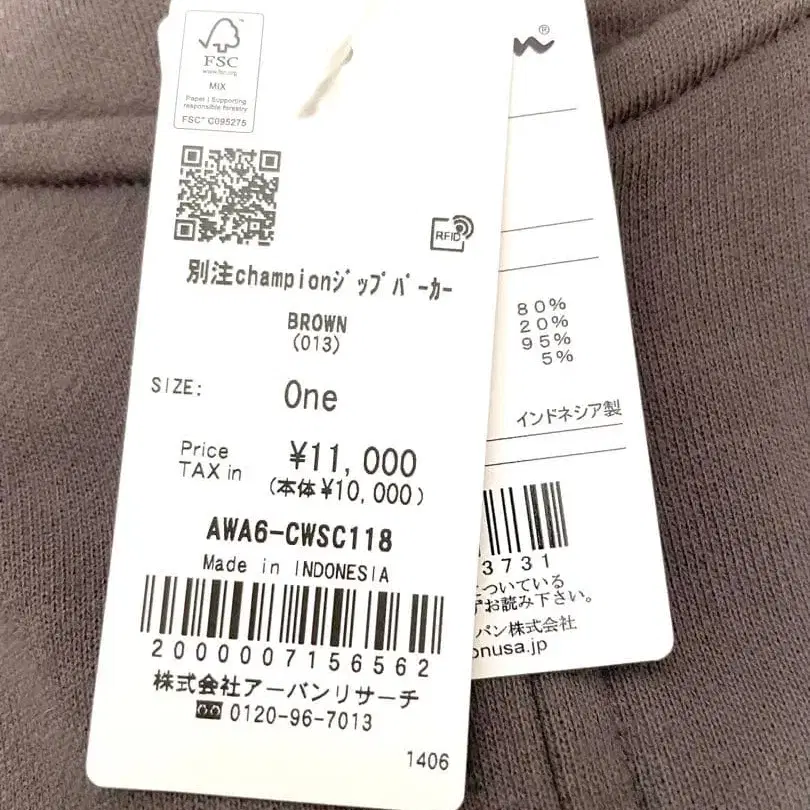 FSC
www.fsc.org
MIX
Paper | Supporting
responsible forestry
FSC™ C095275
RFID
別注championジップパーカー
BROWN
(013)
SIZE: One
Price
TAX in
¥11,000
(本体¥10,000)
AWA6-CWSC118
Made in INDONESIA
2000007156562
株式会社アーバンリサーチ
0120-96-7013
1406
®
80%
20%
95%
5%
インドネシア製
3731
ついている
お読み下さい。
パン株式会社
onusa.jp